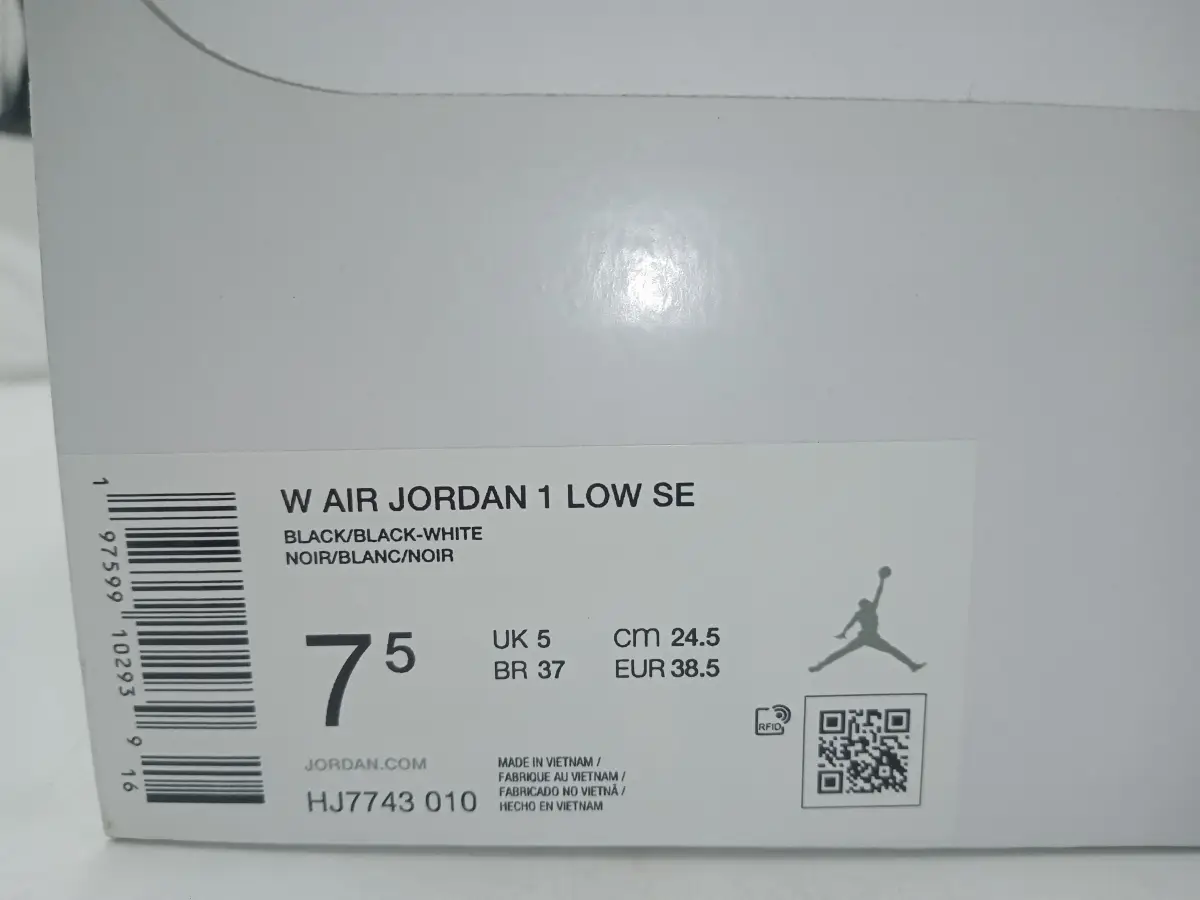 W AIR JORDAN 1 LOW SE
BLACK/BLACK-WHITE
NOIR/BLANC/NOIR
7 5
UK 5
CM 24.5
BR 37
EUR 38.5
RFID
JORDAN.COM
HJ7743 010
MADE IN VIETNAM /
FABRIQUE AU VIETNAM /
FABRICADO NO VIETNÃ /
HECHO EN VIETNAM
1 97599 10293 9 16